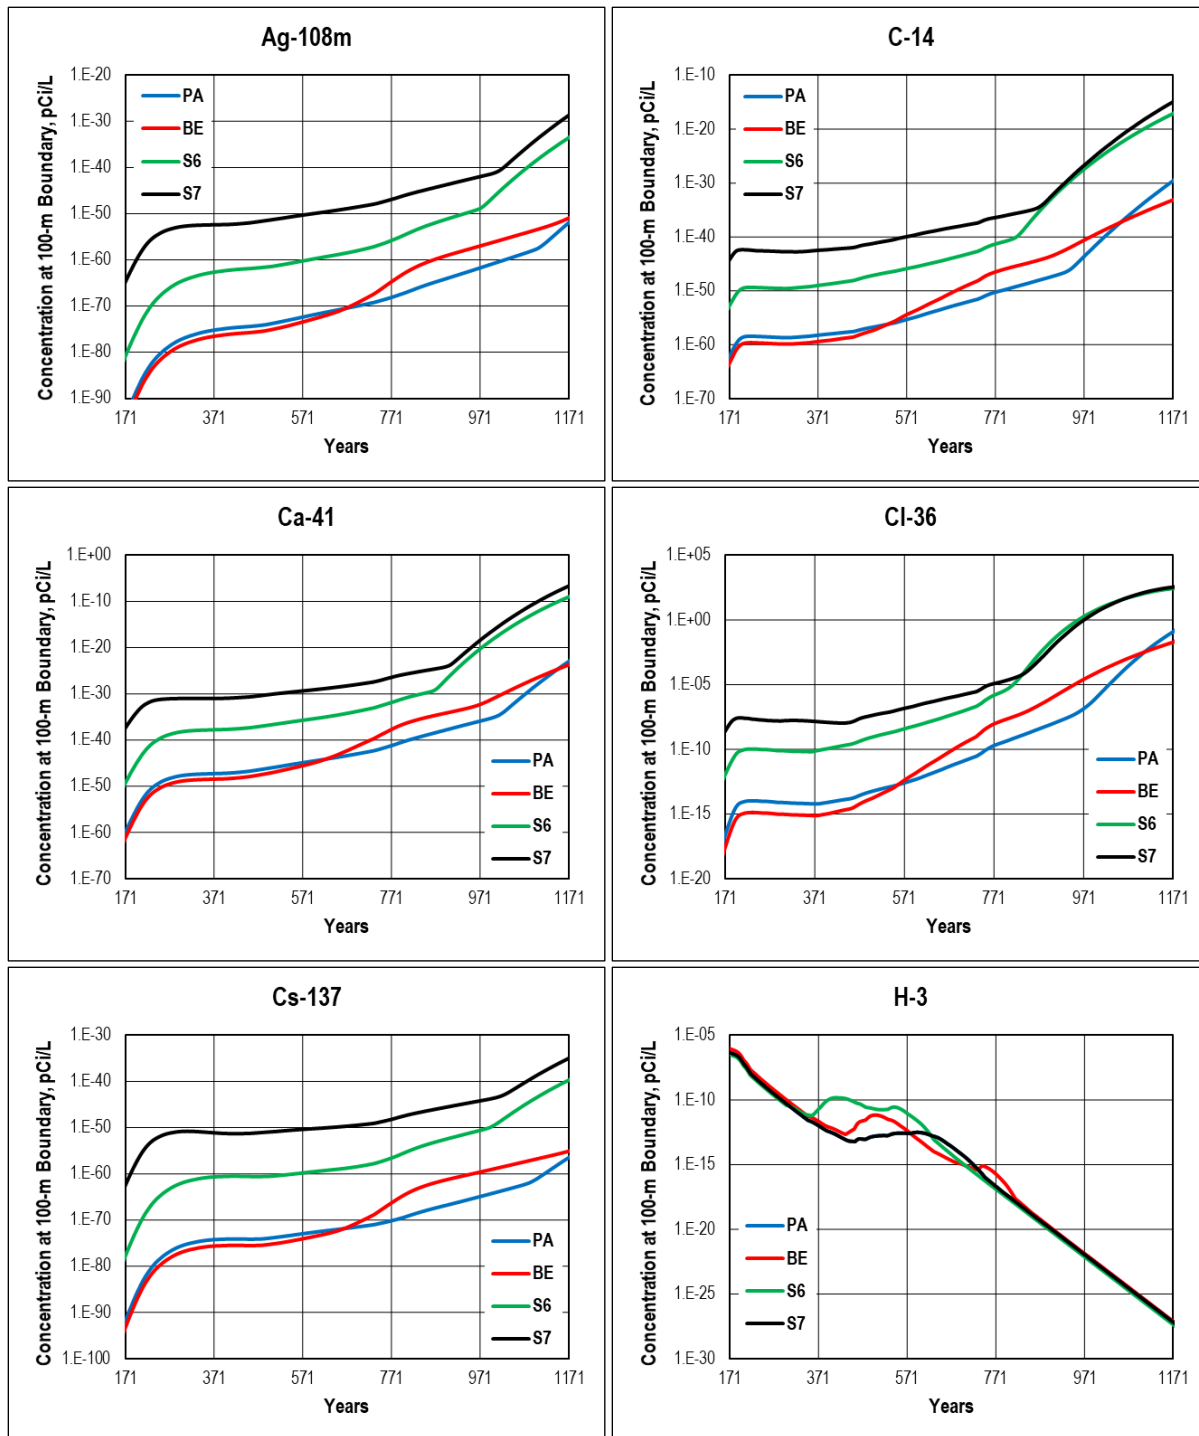 Ag-108m
Concentration at 100-m Boundary, pCi/L
1.E-20
1.E-30
1.E-40
1.E-50
1.E-60
1.E-70
1.E-80
1.E-90
PA
BE
S6
S7
171 371 571 771 971 1171
Years
C-14
Concentration at 100-m Boundary, pCi/L
1.E-10
1.E-20
1.E-30
1.E-40
1.E-50
1.E-60
1.E-70
PA
BE
S6
S7
171 371 571 771 971 1171
Years
Ca-41
Concentration at 100-m Boundary, pCi/L
1.E+00
1.E-10
1.E-20
1.E-30
1.E-40
1.E-50
1.E-60
1.E-70
PA
BE
S6
S7
171 371 571 771 971 1171
Years
Cl-36
Concentration at 100-m Boundary, pCi/L
1.E+05
1.E+00
1.E-05
1.E-10
1.E-15
1.E-20
PA
BE
S6
S7
171 371 571 771 971 1171
Years
Cs-137
Concentration at 100-m Boundary, pCi/L
1.E-30
1.E-40
1.E-50
1.E-60
1.E-70
1.E-80
1.E-90
1.E-100
PA
BE
S6
S7
171 371 571 771 971 1171
Years
H-3
Concentration at 100-m Boundary, pCi/L
1.E-05
1.E-10
1.E-15
1.E-20
1.E-25
1.E-30
PA
BE
S6
S7
171 371 571 771 971 1171
Years